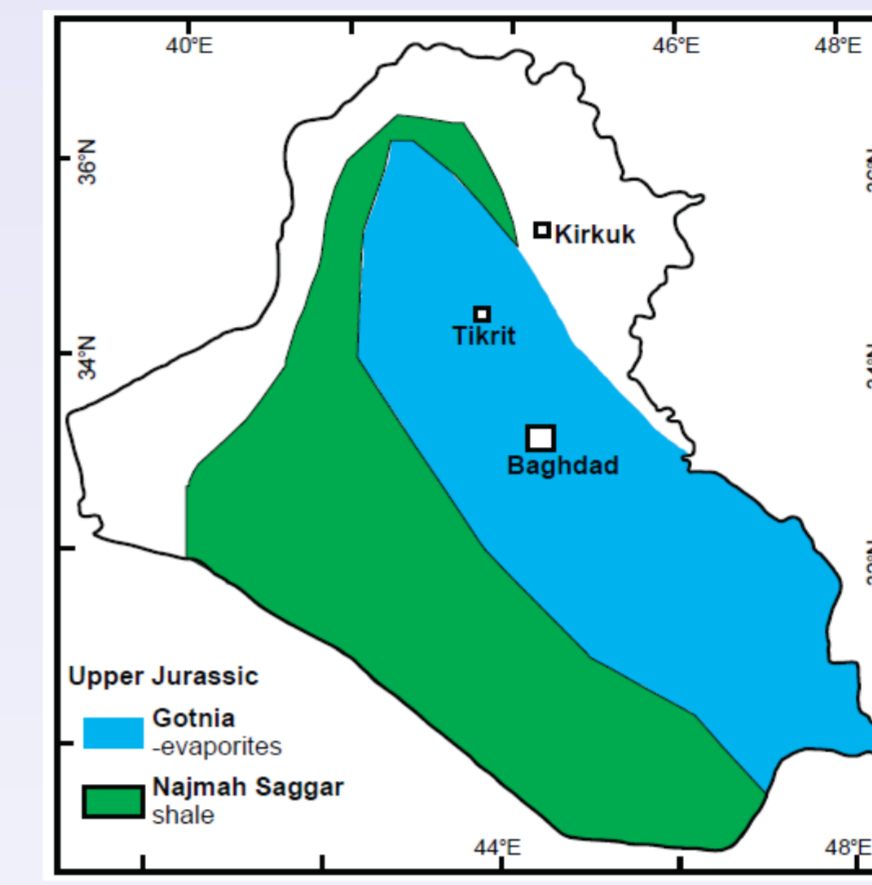 40°E
46°E
48°E
36°N
Kirkuk
Tikrit
34°N
Baghdad
Upper Jurassic
Gotnia
-evaporites
Najmah Saggar
shale
44°E
48°E